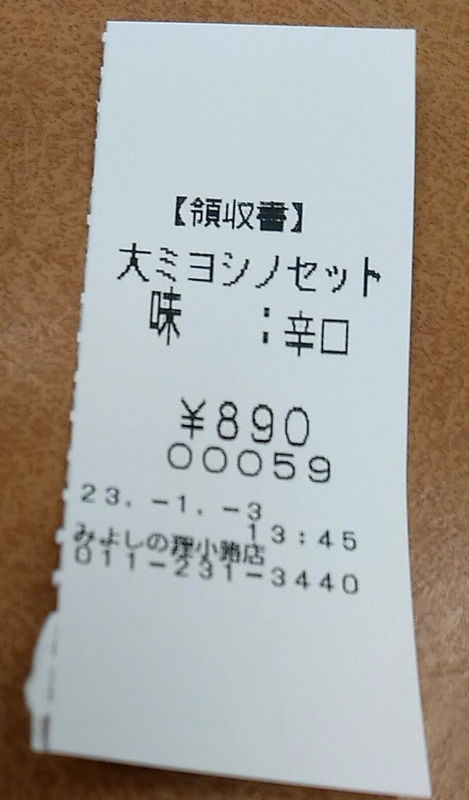 【領収書】
大ミヨシノセット
味　　：辛口
¥890
00059
23.-1.-3
13:45
みよしの狸小路店
011-231-3440